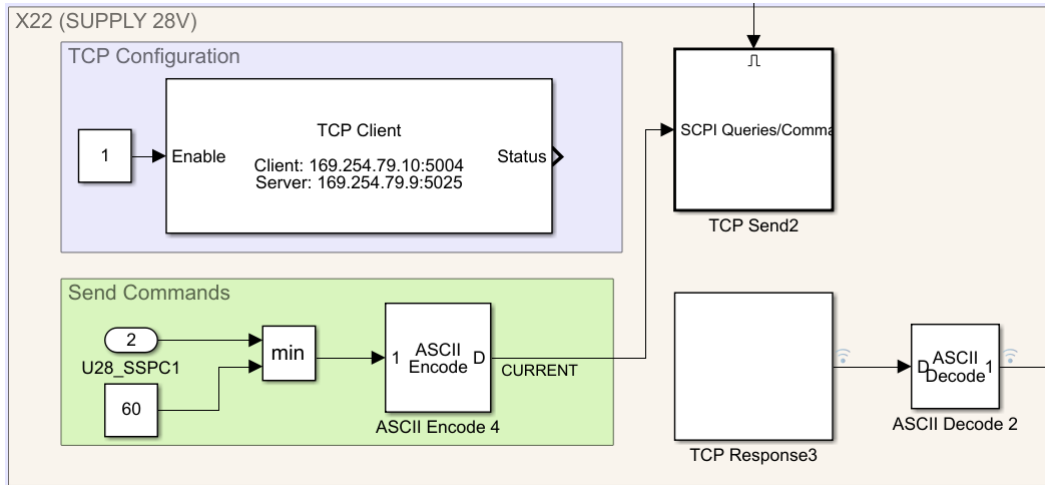 X22 (SUPPLY 28V)
TCP Configuration
1
Enable
TCP Client
Client: 169.254.79.10:5004
Server: 169.254.79.9:5025
Status
SCPI Queries/Comma
TCP Send2
Send Commands
2
U28_SSPC1
60
min
1
ASCII
Encode
D
CURRENT
ASCII Encode 4
TCP Response3
D
ASCII
Decode
1
ASCII Decode 2